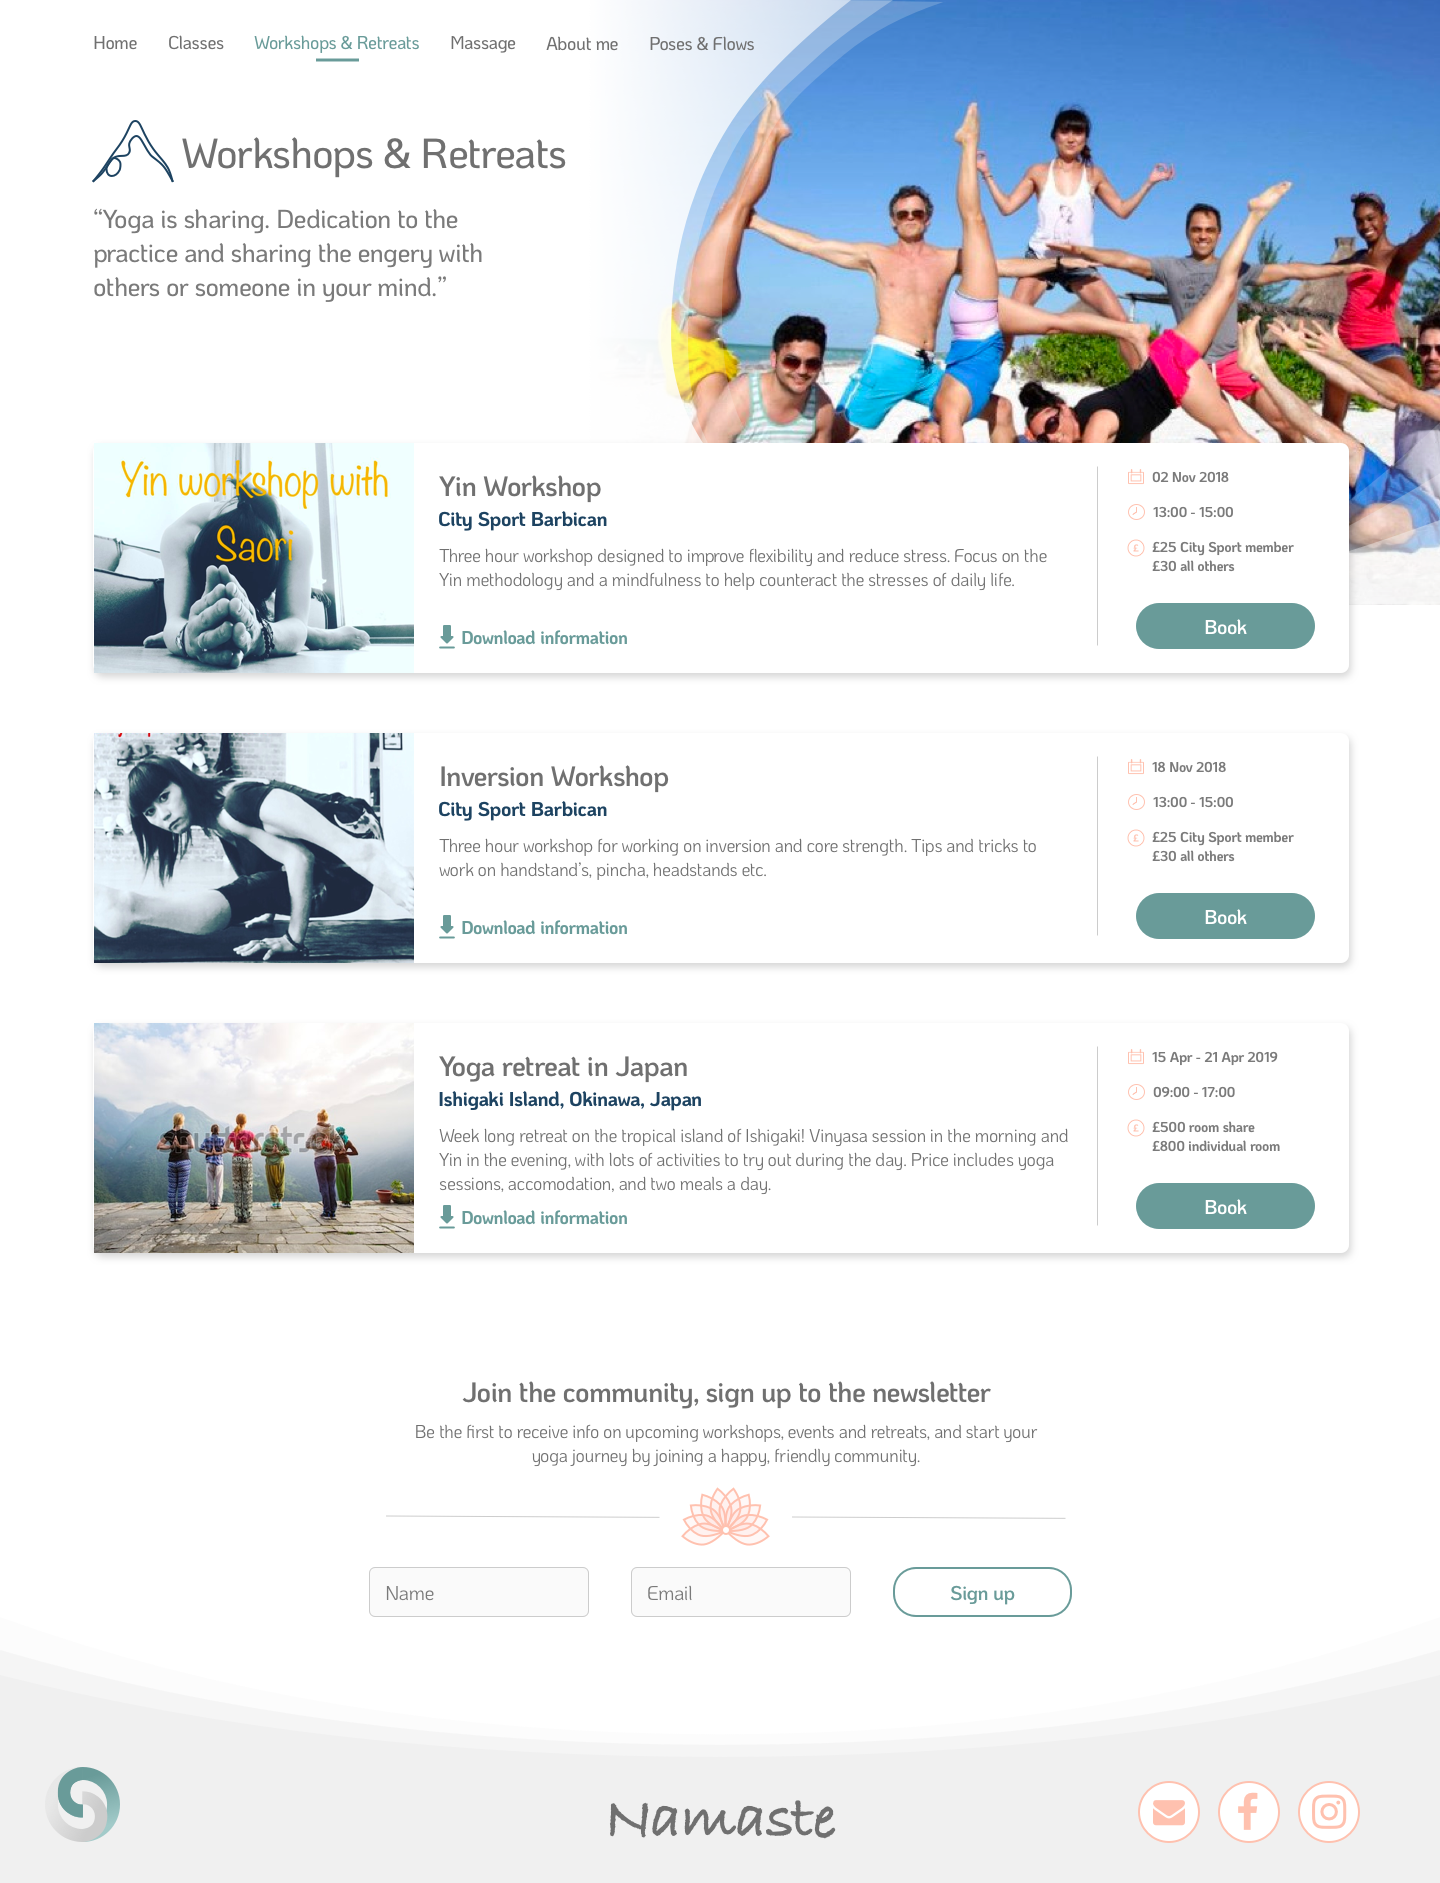 Home
Classes
Workshops & Retreats
Massage
About me
Poses & Flows
Workshops & Retreats
“Yoga is sharing. Dedication to the
practice and sharing the engery with
others or someone in your mind.”
Yin workshop with
Saori
Yin Workshop
City Sport Barbican
Three hour workshop designed to improve flexibility and reduce stress. Focus on the
Yin methodology and a mindfulness to help counteract the stresses of daily life.
Download information
02 Nov 2018
13:00 - 15:00
£25 City Sport member
£30 all others
Book
Inversion Workshop
City Sport Barbican
Three hour workshop for working on inversion and core strength. Tips and tricks to
work on handstand’s, pincha, headstands etc.
Download information
18 Nov 2018
13:00 - 15:00
£25 City Sport member
£30 all others
Book
Yoga retreat in Japan
Ishigaki Island, Okinawa, Japan
Week long retreat on the tropical island of Ishigaki! Vinyasa session in the morning and
Yin in the evening, with lots of activities to try out during the day. Price includes yoga
sessions, accomodation, and two meals a day.
Download information
15 Apr - 21 Apr 2019
09:00 - 17:00
£500 room share
£800 individual room
Book
Join the community, sign up to the newsletter
Be the first to receive info on upcoming workshops, events and retreats, and start your
yoga journey by joining a happy, friendly community.
Name
Email
Sign up
Namaste